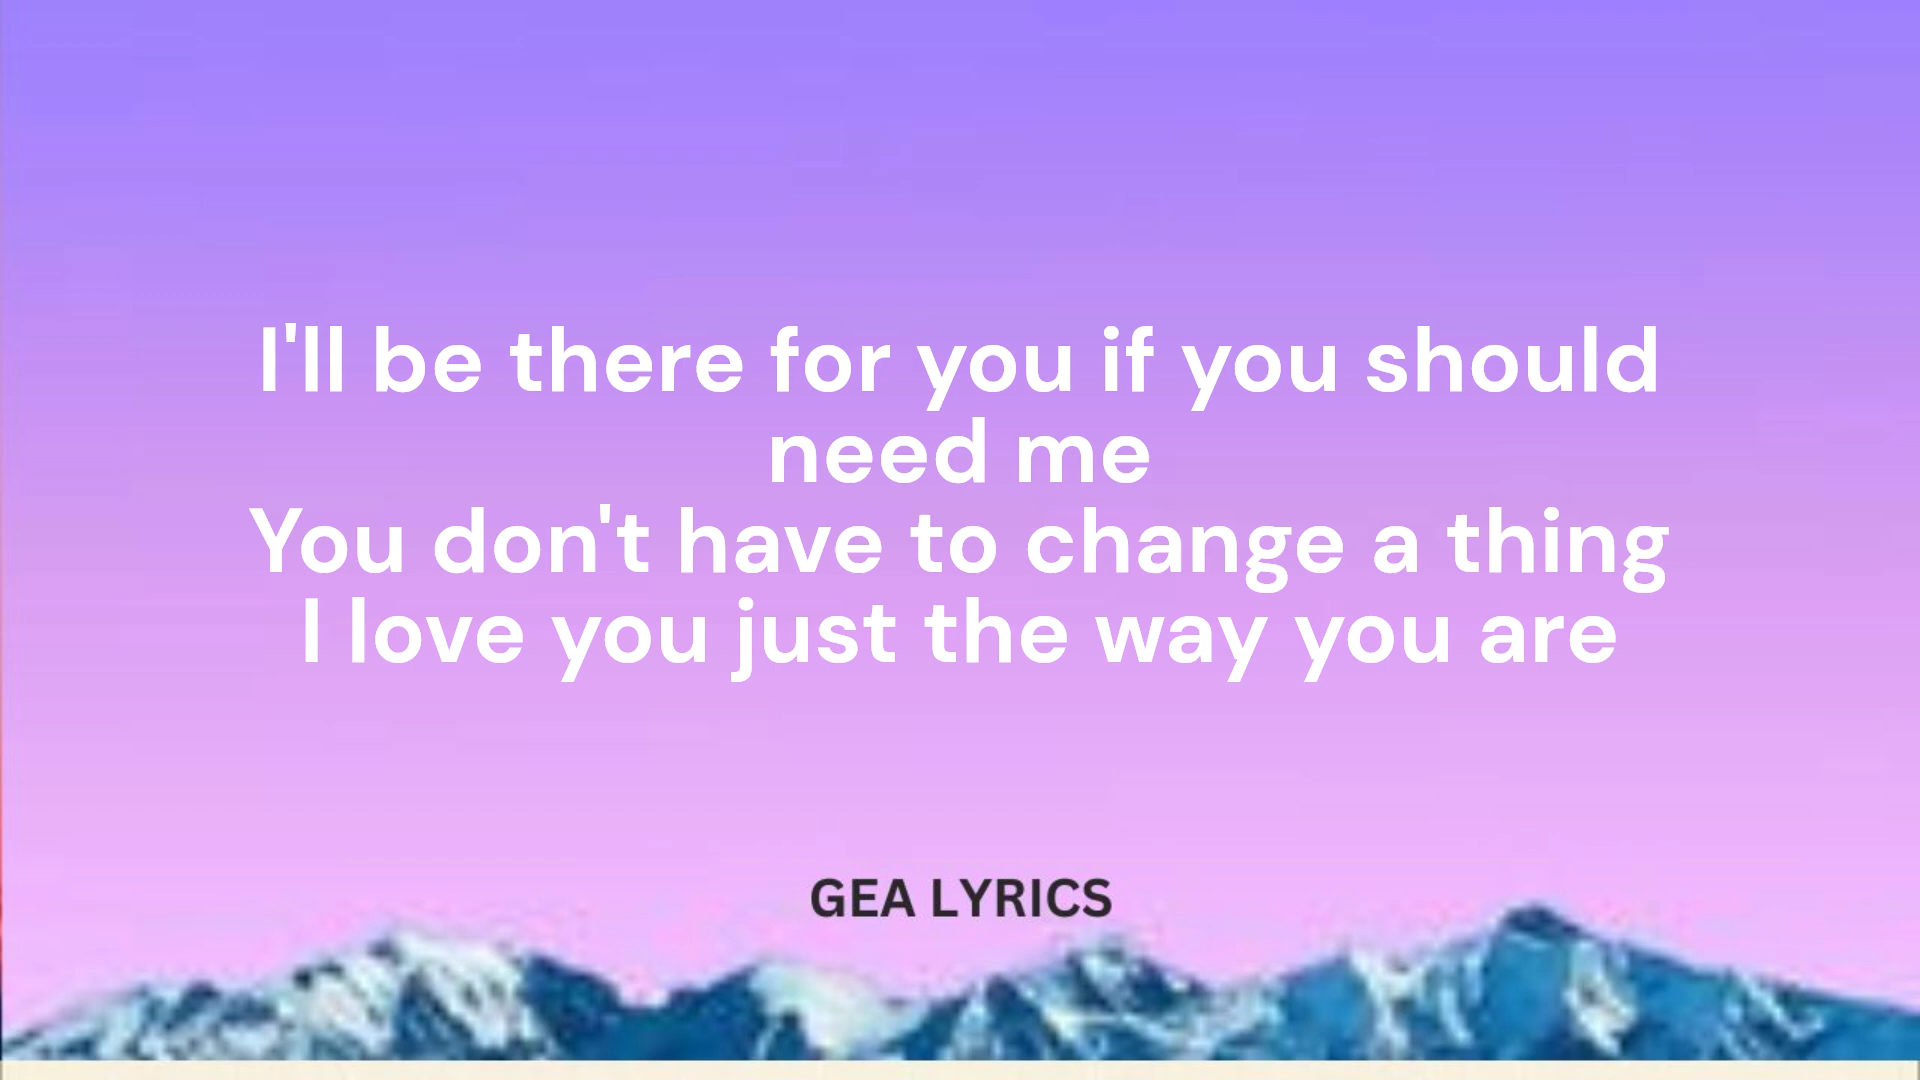 I'll be there for you if you should
need me
You don't have to change a thing
I love you just the way you are
GEA LYRICS